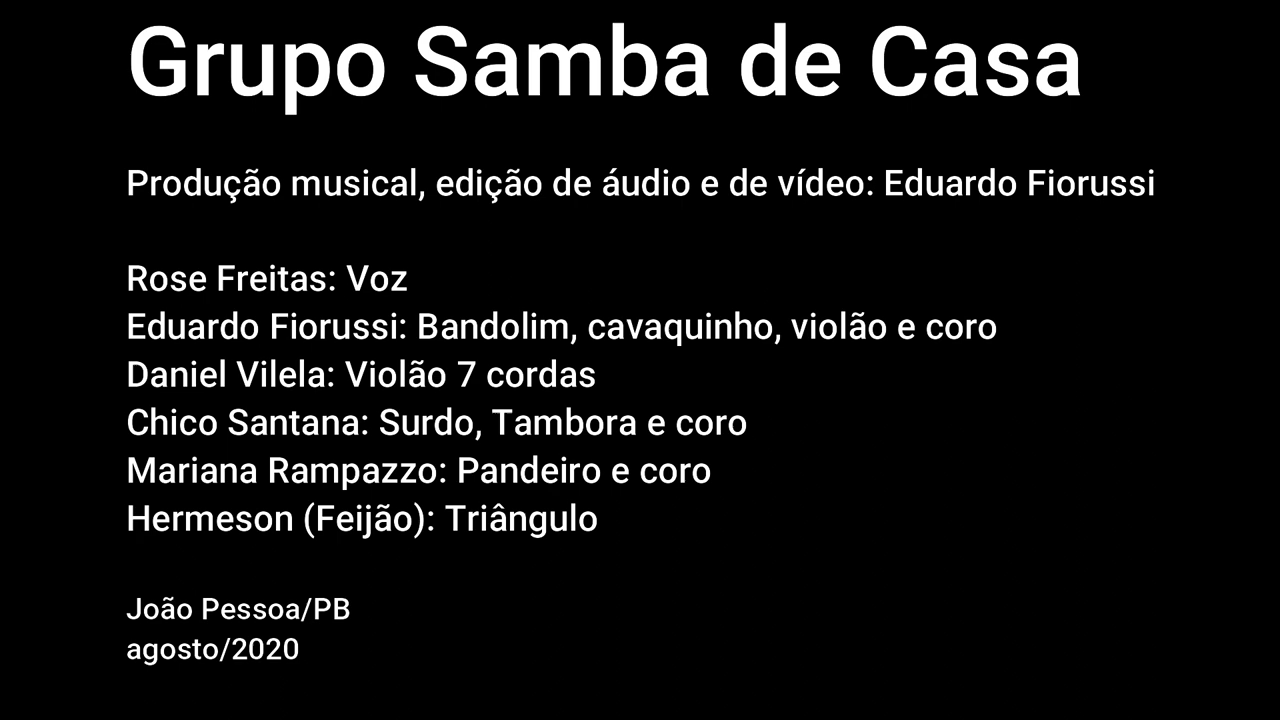 Grupo Samba de Casa
Produção musical, edição de áudio e de vídeo: Eduardo Fiorussi
Rose Freitas: Voz
Eduardo Fiorussi: Bandolim, cavaquinho, violão e coro
Daniel Vilela: Violão 7 cordas
Chico Santana: Surdo, Tambora e coro
Mariana Rampazzo: Pandeiro e coro
Hermeson (Feijão): Triângulo
João Pessoa/PB
agosto/2020